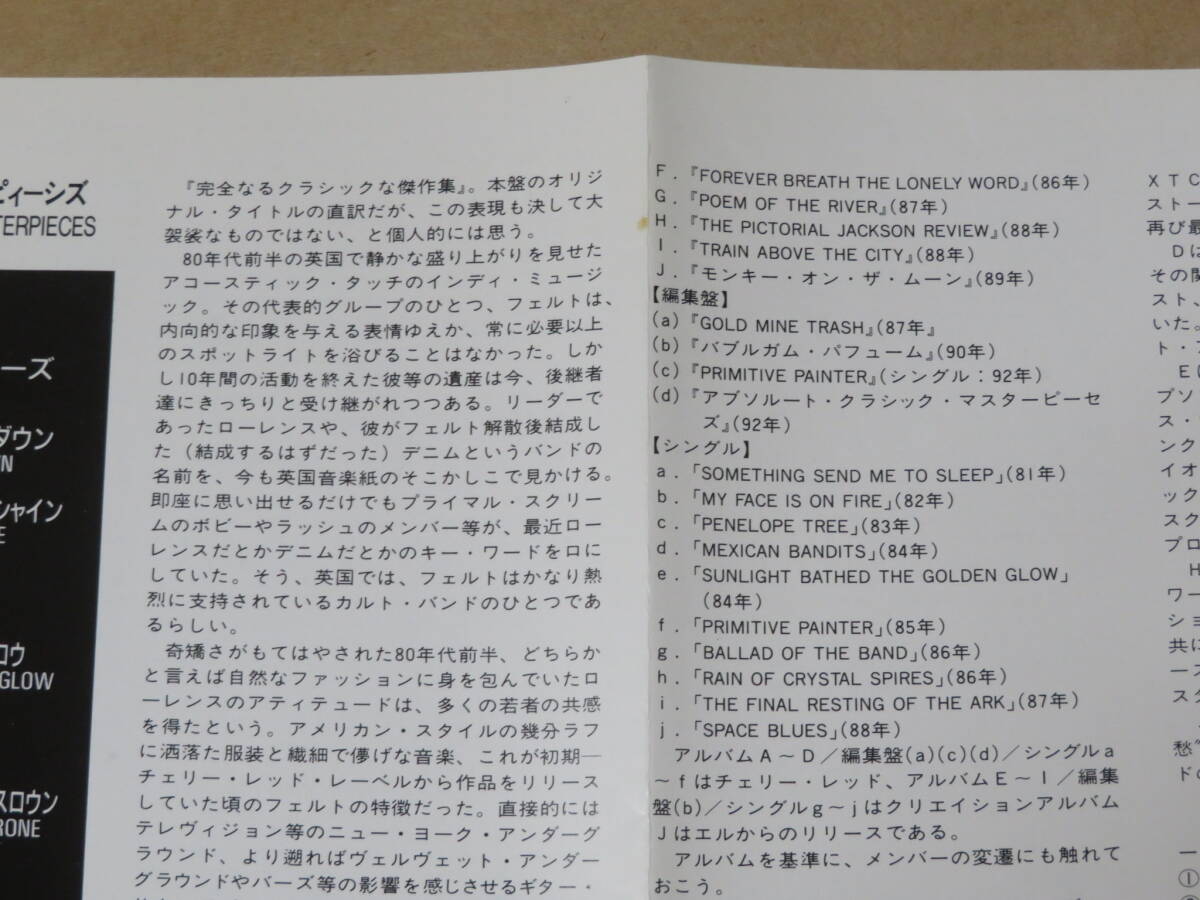 ピィーシズ
TERPIECES
ーズ
ダウン
シャイン
GLOW
スロウン
RONE
『完全なるクラシックな傑作集』。本盤のオリジ
ナル・タイトルの直訳だが、この表現も決して大
袈裟なものではない、と個人的には思う。
80年代前半の英国で静かな盛り上がりを見せた
アコースティック・タッチのインディ・ミュージ
ック。その代表的グループのひとつ、フェルトは、
内向的な印象を与える表情ゆえか、常に必要以上
のスポットライトを浴びることはなかった。しか
し10年間の活動を終えた彼等の遺産は今、後継者
達にきっちりと受け継がれつつある。リーダーで
あったローレンスや、彼がフェルト解散後結成し
た(結成するはずだった)デニムというバンドの
名前を、今も英国音楽紙のそこかしこで見かける。
即座に思い出せるだけでもプライマル・スクリー
ムのボビーやラッシュのメンバー等が、最近ロー
レンスだとかデニムだとかのキー・ワードを口に
していた。そう、英国では、フェルトはかなり熱
烈に支持されているカルト・バンドのひとつであ
るらしい。
奇矯さがもてはやされた80年代前半、どちらか
と言えば自然なファッションに身を包んでいたロ
ーレンスのアティテュードは、多くの若者の共感
を得たという。アメリカン・スタイルの幾分ラフ
に洒落た服装と繊細で儚げな音楽、これが初期―
チェリー・レッド・レーベルから作品をリリース
していた頃のフェルトの特徴だった。直接的には
テレヴィジョン等のニュー・ヨーク・アンダーグ
ラウンド、より遡ればヴェルヴェット・アンダー
グラウンドやバーズ等の影響を感じさせるギター・
F.『FOREVER BREATH THE LONELY WORD』(86年)
G.『POEM OF THE RIVER』(87年)
H.『THE PICTORIAL JACKSON REVIEW』(88年)
I.『TRAIN ABOVE THE CITY』(88年)
J.『モンキー・オン・ザ・ムーン』(89年)
【編集盤】
(a)『GOLD MINE TRASH』(87年』
(b)『バブルガム・パフューム』(90年)
(c)『PRIMITIVE PAINTER』(シングル：92年)
(d)『アブソルート・クラシック・マスターピーセ
ズ』(92年)
【シングル】
a.「SOMETHING SEND ME TO SLEEP」(81年)
b.「MY FACE IS ON FIRE」(82年)
c.「PENELOPE TREE」(83年)
d.「MEXICAN BANDITS」(84年)
e.「SUNLIGHT BATHED THE GOLDEN GLOW」
(84年)
f.「PRIMITIVE PAINTER」(85年)
g.「BALLAD OF THE BAND」(86年)
h.「RAIN OF CRYSTAL SPIRES」(86年)
i.「THE FINAL RESTING OF THE ARK」(87年)
j.「SPACE BLUES」(88年)
アルバムA～D／編集盤(a)(c)(d)／シングルa
～fはチェリー・レッド、アルバムE～I／編集
盤(b)／シングルg～jはクリエイションアルバム
Jはエルからのリリースである。
アルバムを基準に、メンバーの変遷にも触れて
おこう。
XTC
ストー
再び最
Dは
その関
スト、
いた。
ト・ア
Eに
プソ
ス・
ング
イオ
ック
スク
プロ
H
ワー
ショ
共に
ース
スタ
愁
ドの
ー
①